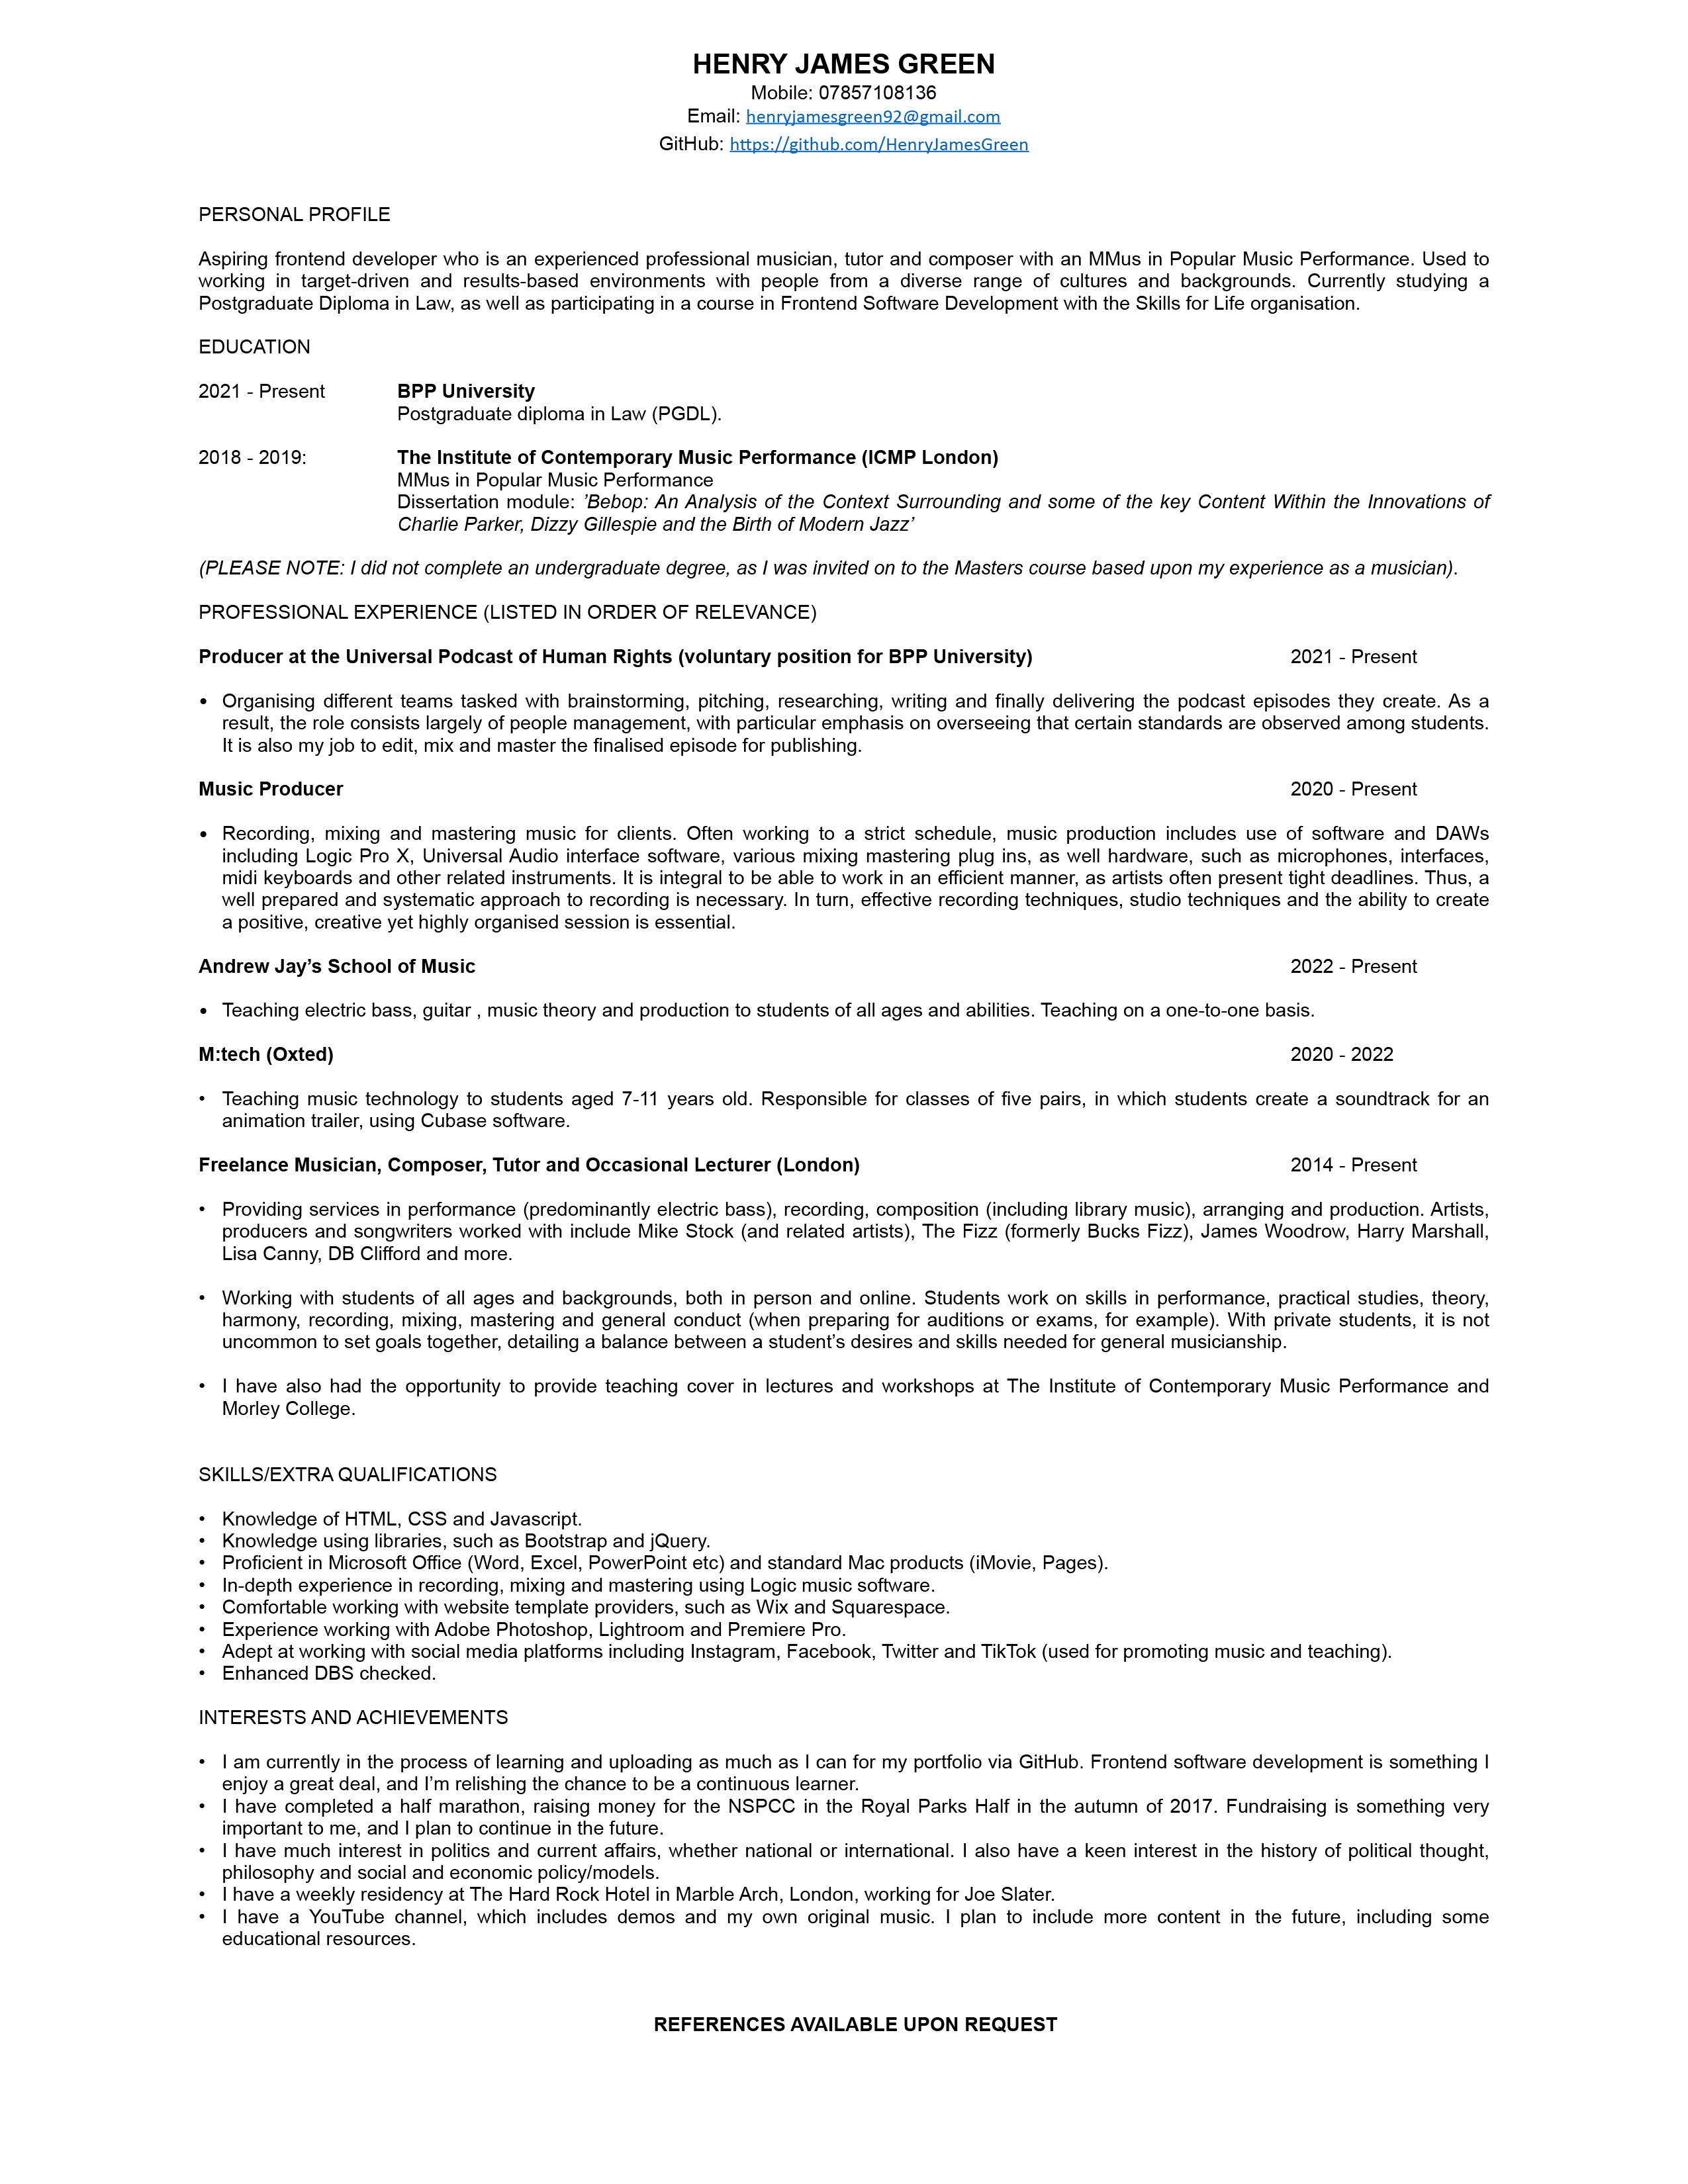 HENRY JAMES GREEN
Mobile: 07857108136
Email: henryjamesgreen92@gmail.com
GitHub: https://github.com/HenryJamesGreen
PERSONAL PROFILE
Aspiring frontend developer who is an experienced professional musician, tutor and composer with an MMus in Popular Music Performance. Used to
working in target-driven and results-based environments with people from a diverse range of cultures and backgrounds. Currently studying a
Postgraduate Diploma in Law, as well as participating in a course in Frontend Software Development with the Skills for Life organisation.
EDUCATION
2021 - Present BPP University
Postgraduate diploma in Law (PGDL).
2018 - 2019: The Institute of Contemporary Music Performance (ICMP London)
MMus in Popular Music Performance
Dissertation module: ’Bebop: An Analysis of the Context Surrounding and some of the key Content Within the Innovations of
Charlie Parker, Dizzy Gillespie and the Birth of Modern Jazz’
(PLEASE NOTE: I did not complete an undergraduate degree, as I was invited on to the Masters course based upon my experience as a musician).
PROFESSIONAL EXPERIENCE (LISTED IN ORDER OF RELEVANCE)
Producer at the Universal Podcast of Human Rights (voluntary position for BPP University) 2021 - Present
• Organising different teams tasked with brainstorming, pitching, researching, writing and finally delivering the podcast episodes they create. As a
result, the role consists largely of people management, with particular emphasis on overseeing that certain standards are observed among students.
It is also my job to edit, mix and master the finalised episode for publishing.
Music Producer 2020 - Present
• Recording, mixing and mastering music for clients. Often working to a strict schedule, music production includes use of software and DAWs
including Logic Pro X, Universal Audio interface software, various mixing mastering plug ins, as well hardware, such as microphones, interfaces,
midi keyboards and other related instruments. It is integral to be able to work in an efficient manner, as artists often present tight deadlines. Thus, a
well prepared and systematic approach to recording is necessary. In turn, effective recording techniques, studio techniques and the ability to create
a positive, creative yet highly organised session is essential.
Andrew Jay’s School of Music 2022 - Present
• Teaching electric bass, guitar , music theory and production to students of all ages and abilities. Teaching on a one-to-one basis.
M:tech (Oxted) 2020 - 2022
• Teaching music technology to students aged 7-11 years old. Responsible for classes of five pairs, in which students create a soundtrack for an
animation trailer, using Cubase software.
Freelance Musician, Composer, Tutor and Occasional Lecturer (London) 2014 - Present
• Providing services in performance (predominantly electric bass), recording, composition (including library music), arranging and production. Artists,
producers and songwriters worked with include Mike Stock (and related artists), The Fizz (formerly Bucks Fizz), James Woodrow, Harry Marshall,
Lisa Canny, DB Clifford and more.
• Working with students of all ages and backgrounds, both in person and online. Students work on skills in performance, practical studies, theory,
harmony, recording, mixing, mastering and general conduct (when preparing for auditions or exams, for example). With private students, it is not
uncommon to set goals together, detailing a balance between a student’s desires and skills needed for general musicianship.
• I have also had the opportunity to provide teaching cover in lectures and workshops at The Institute of Contemporary Music Performance and
Morley College.
SKILLS/EXTRA QUALIFICATIONS
• Knowledge of HTML, CSS and Javascript.
• Knowledge using libraries, such as Bootstrap and jQuery.
• Proficient in Microsoft Office (Word, Excel, PowerPoint etc) and standard Mac products (iMovie, Pages).
• In-depth experience in recording, mixing and mastering using Logic music software.
• Comfortable working with website template providers, such as Wix and Squarespace.
• Experience working with Adobe Photoshop, Lightroom and Premiere Pro.
• Adept at working with social media platforms including Instagram, Facebook, Twitter and TikTok (used for promoting music and teaching).
• Enhanced DBS checked.
INTERESTS AND ACHIEVEMENTS
• I am currently in the process of learning and uploading as much as I can for my portfolio via GitHub. Frontend software development is something I
enjoy a great deal, and I’m relishing the chance to be a continuous learner.
• I have completed a half marathon, raising money for the NSPCC in the Royal Parks Half in the autumn of 2017. Fundraising is something very
important to me, and I plan to continue in the future.
• I have much interest in politics and current affairs, whether national or international. I also have a keen interest in the history of political thought,
philosophy and social and economic policy/models.
• I have a weekly residency at The Hard Rock Hotel in Marble Arch, London, working for Joe Slater.
• I have a YouTube channel, which includes demos and my own original music. I plan to include more content in the future, including some
educational resources.
REFERENCES AVAILABLE UPON REQUEST